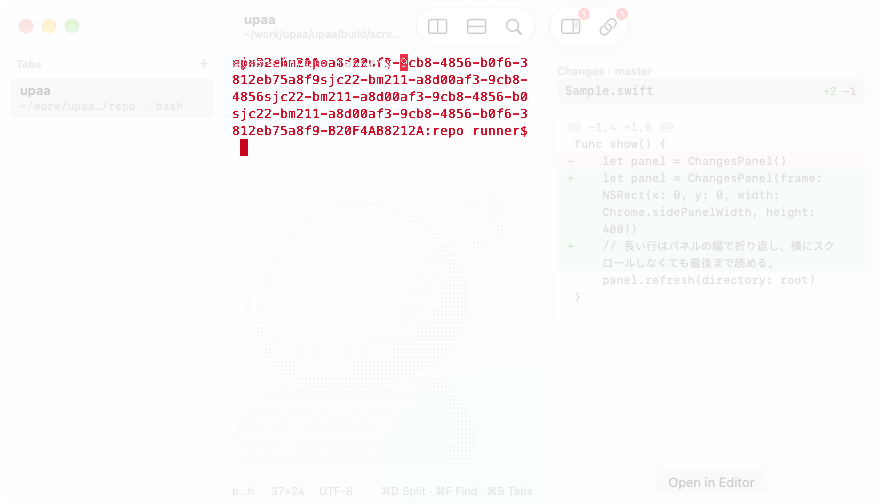 upaa
~/work/upaa/upaa/build/scre...
1
1
Tabs
+
upaa
~/work/upaa…/repo - bash
9cb8-4856-b0f6-3
812eb75a8f9sjc22-bm211-a8d00af3-9cb8-
4856sjc22-bm211-a8d00af3-9cb8-4856-b0
sjc22-bm211-a8d00af3-9cb8-4856-b0f6-3
812eb75a8f9-B20F4AB8212A:repo runner$
Changes - master
Sample.swift +2 −1
@@ -1,4 +1,5 @@
func show() {
- let panel = ChangesPanel()
+ let panel = ChangesPanel(frame:
NSRect(x: 0, y: 0, width:
Chrome.sidePanelWidth, height:
400))
+ // 長い行はパネルの幅で折り返し、横にスク
ロールしなくても最後まで読める。
panel.refresh(directory: root)
}
Open in Editor
b…h 37×24 UTF-8 ⌘D Split · ⌘F Find · ⌘B Tabs